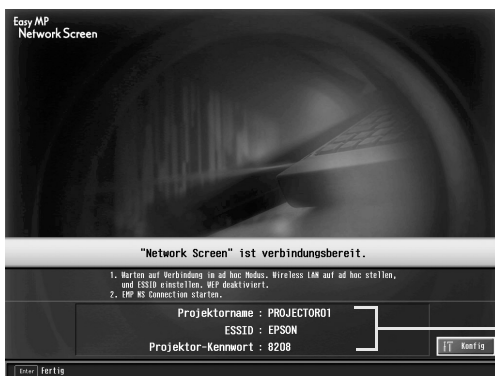 Easy MP
Network Screen
"Network Screen" ist verbindungsbereit.
1. Warten auf Verbindung in ad hoc Modus. Wireless LAN auf ad hoc stellen,
und ESSID einstellen. WEP deaktiviert.
2. EMP NS Connection starten.
Projektorname : PROJECTOR01
ESSID : EPSON
Projektor-Kennwort : 8208
Konfig
Enter Fertig